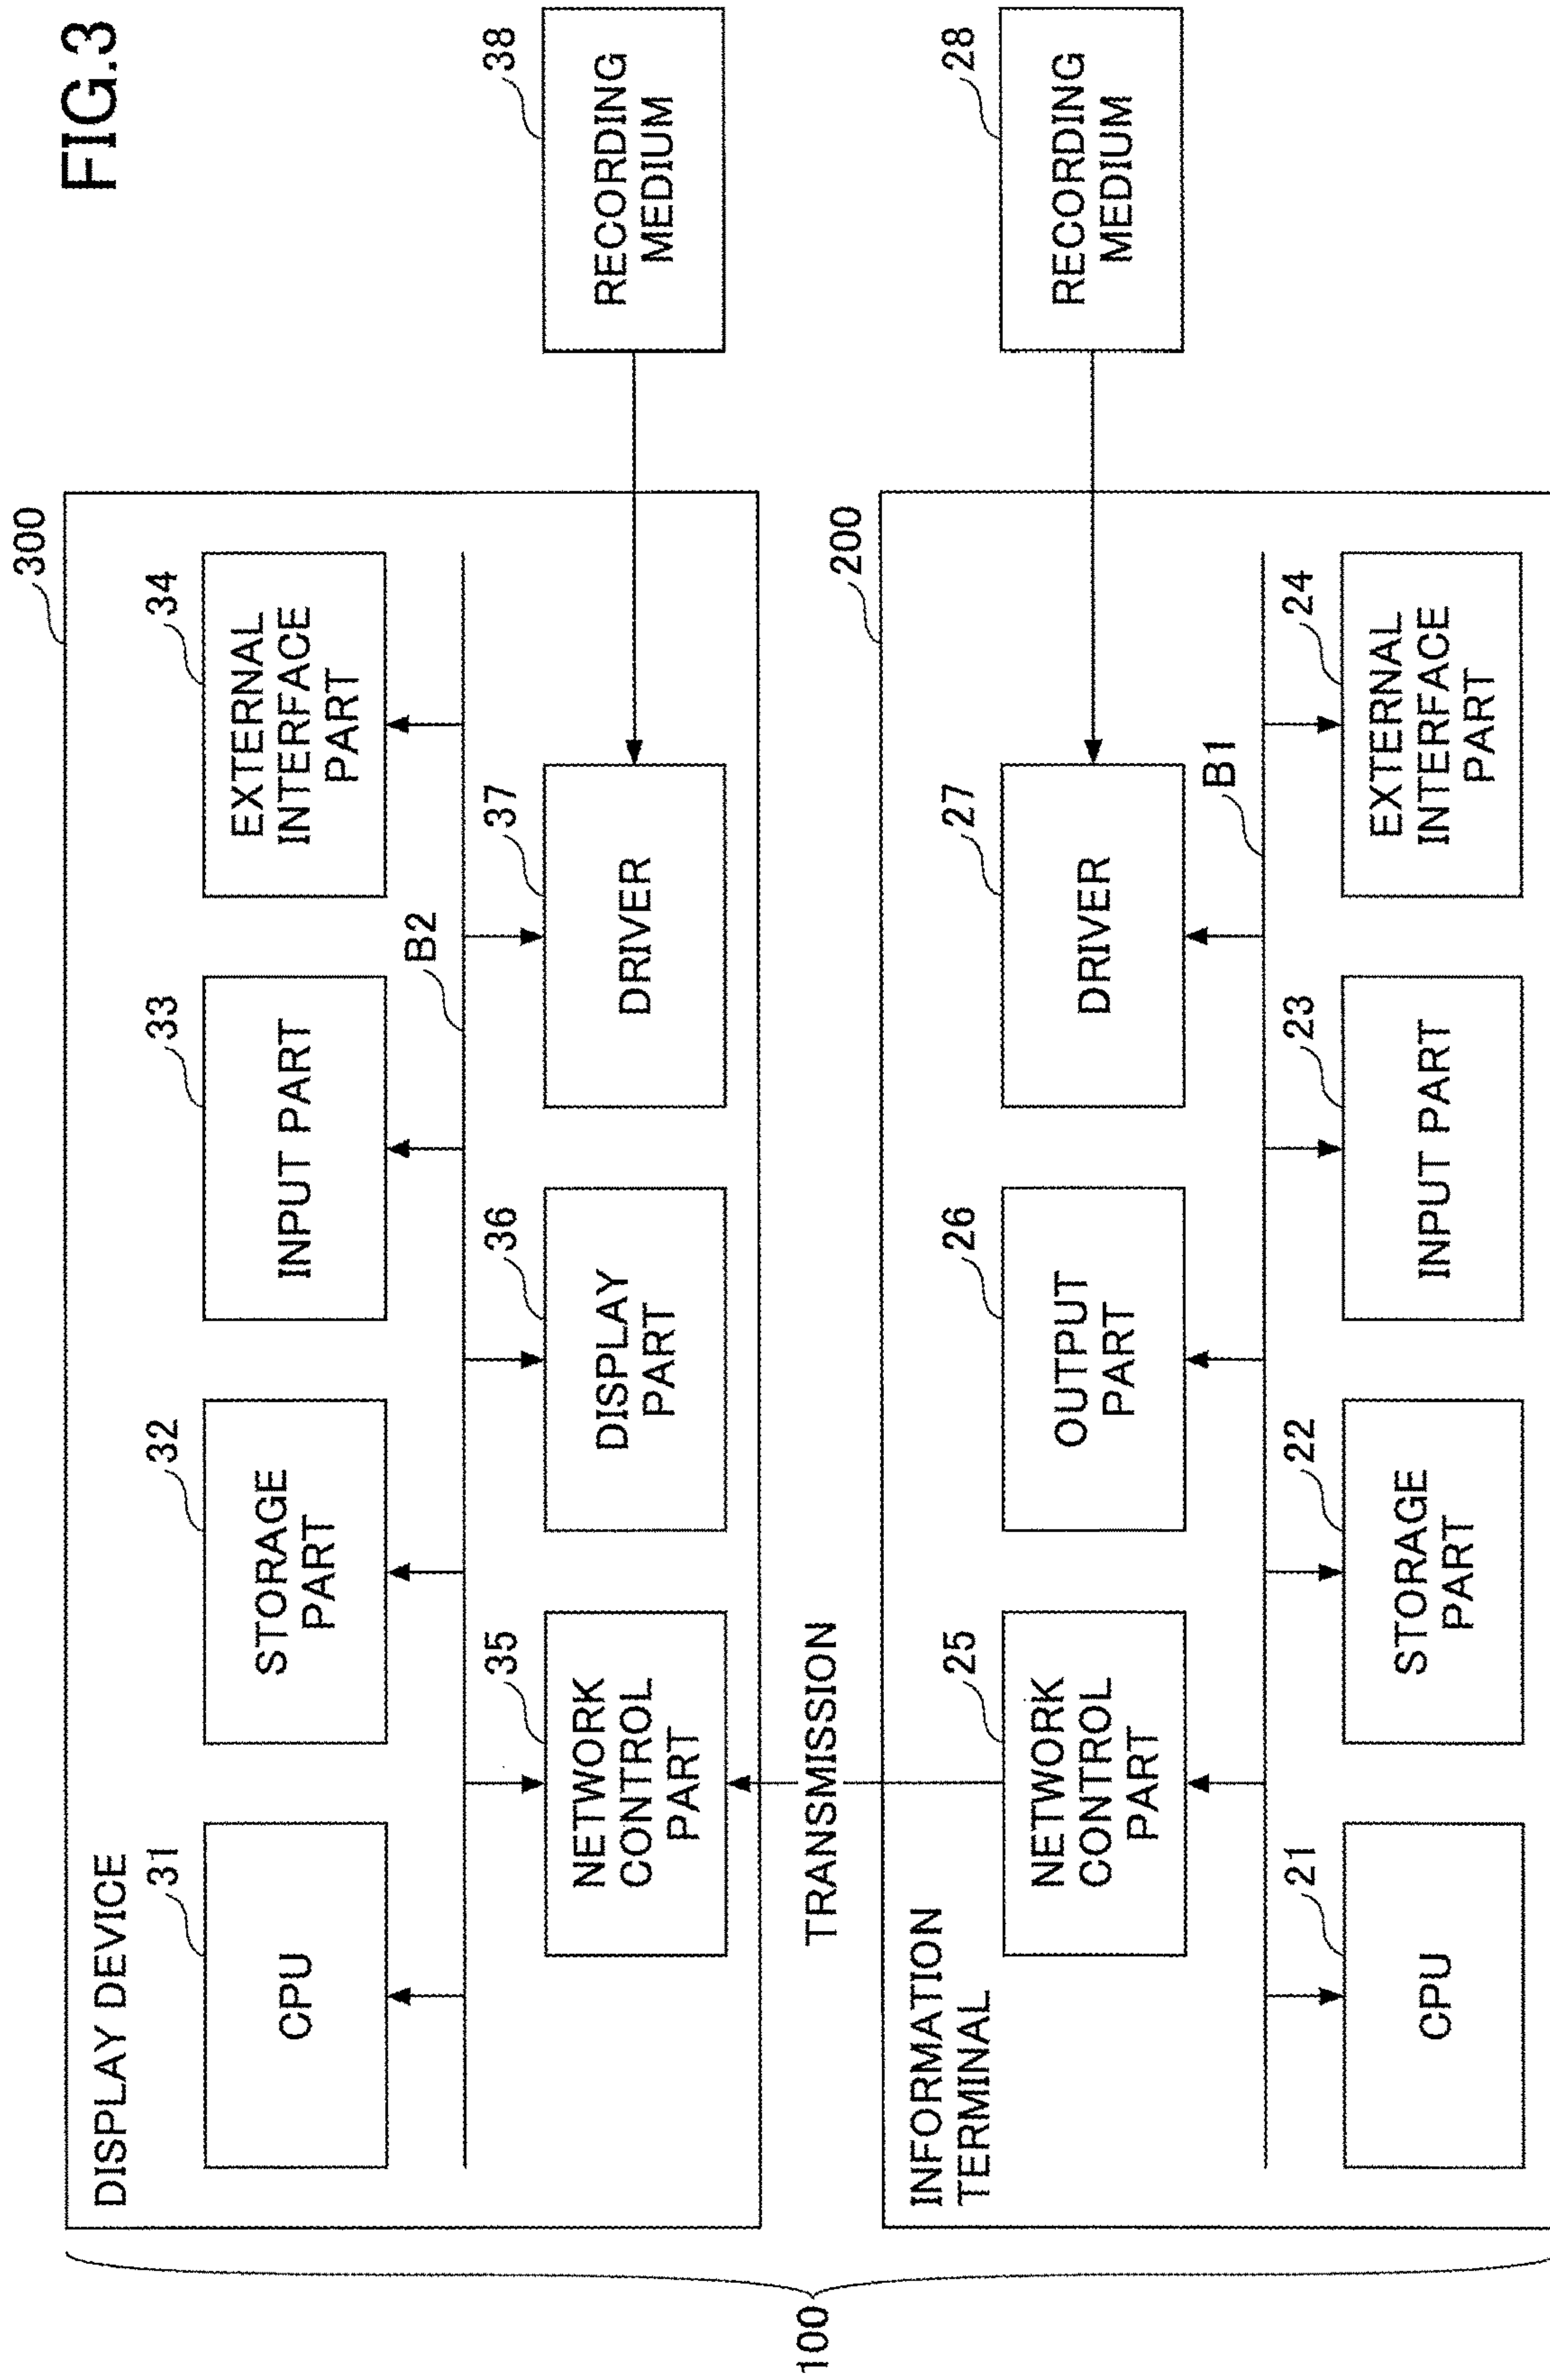 FIG.3
DISPLAY DEVICE
300
31
CPU
32
STORAGE
PART
33
INPUT PART
34
EXTERNAL
INTERFACE
PART
B2
35
NETWORK
CONTROL
PART
36
DISPLAY
PART
37
DRIVER
38
RECORDING
MEDIUM
TRANSMISSION
100
INFORMATION
TERMINAL
200
25
NETWORK
CONTROL
PART
26
OUTPUT
PART
27
DRIVER
28
RECORDING
MEDIUM
B1
21
CPU
22
STORAGE
PART
23
INPUT PART
24
EXTERNAL
INTERFACE
PART